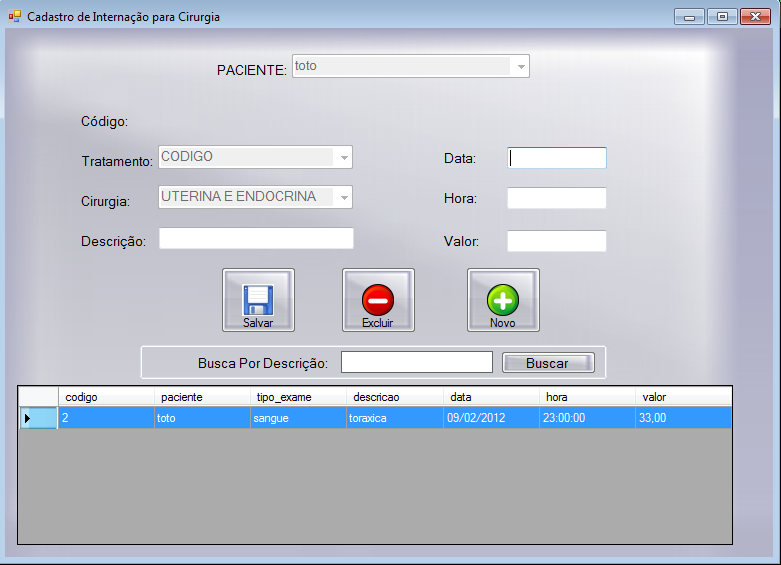 Cadastro de Internação para Cirurgia
PACIENTE: toto
Código:
Tratamento: CODIGO Data:
Cirurgia: UTERINA E ENDOCRINA Hora:
Descrição: Valor:
Salvar Excluir Novo
Busca Por Descrição: Buscar
codigo paciente tipo_exame descricao data hora valor
2 toto sangue toraxica 09/02/2012 23:00:00 33,00